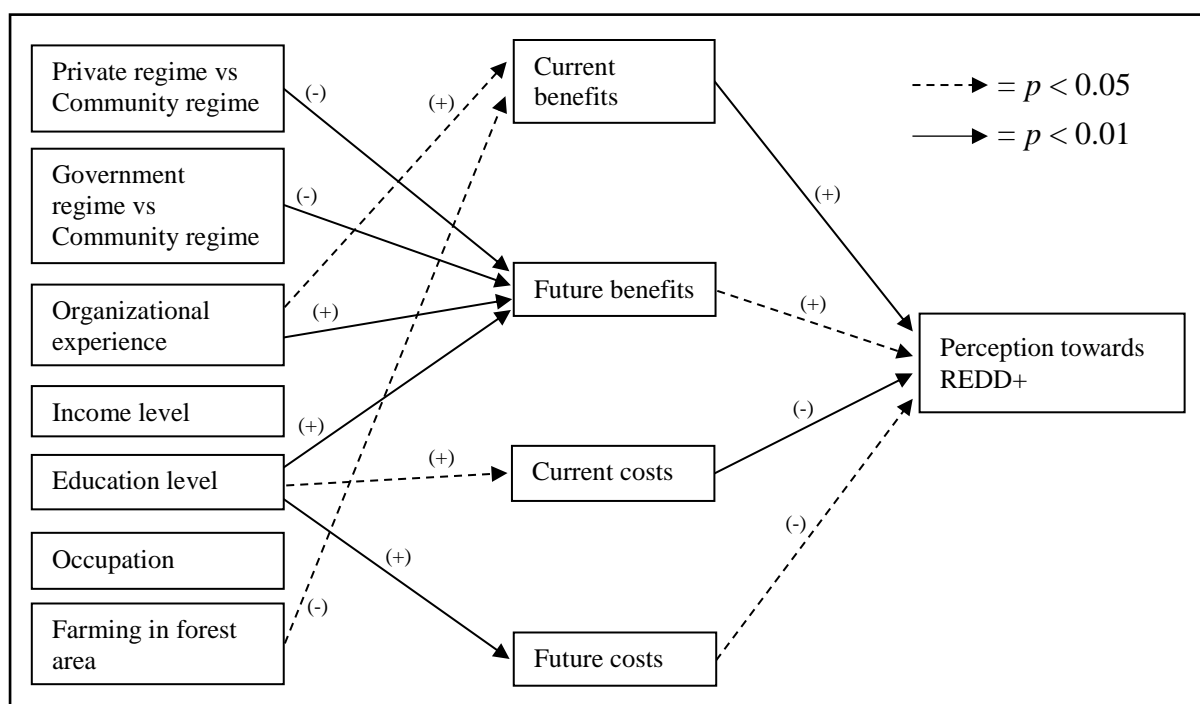 Private regime vs
Community regime
Government
regime vs
Community regime
Organizational
experience
Income level
Education level
Occupation
Farming in forest
area
(-)
(-)
(+)
(+)
(+)
(+)
(+)
(-)
Current
benefits
Future benefits
Current costs
Future costs
(+)
(+)
(-)
(-)
Perception towards
REDD+
= p < 0.05
= p < 0.01